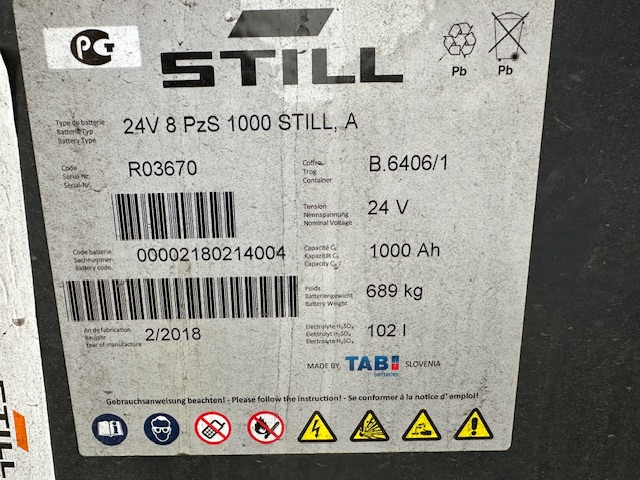 PCT
STILL
Pb Pb
Type de batterie
Batterie Typ
Battery Type
24V 8 PzS 1000 STILL, A
Code
Serial-Nr.
Serial-Nr.
R03670
Coffre
Trog
Container
B.6406/1
Tension
Nennspannung
Nominal Voltage
24 V
Code batterie
Sachnummer
Battery code
00002180214004
Capacité C₅
Kapazität C₅
Capacity C₅
1000 Ah
Poids
Batteriengewicht
Battery Weight
689 kg
An de fabrication
Baujahr
Year of manufacture
2/2018
Electrolyte H₂SO₄
Elektrolyt H₂SO₄
Electrolyte H₂SO₄
102 l
MADE BY TAB batteries SLOVENIA
Gebrauchsanweisung beachten! - Please follow the instruction! - Se conformer à la notice d' emploi!
STILL